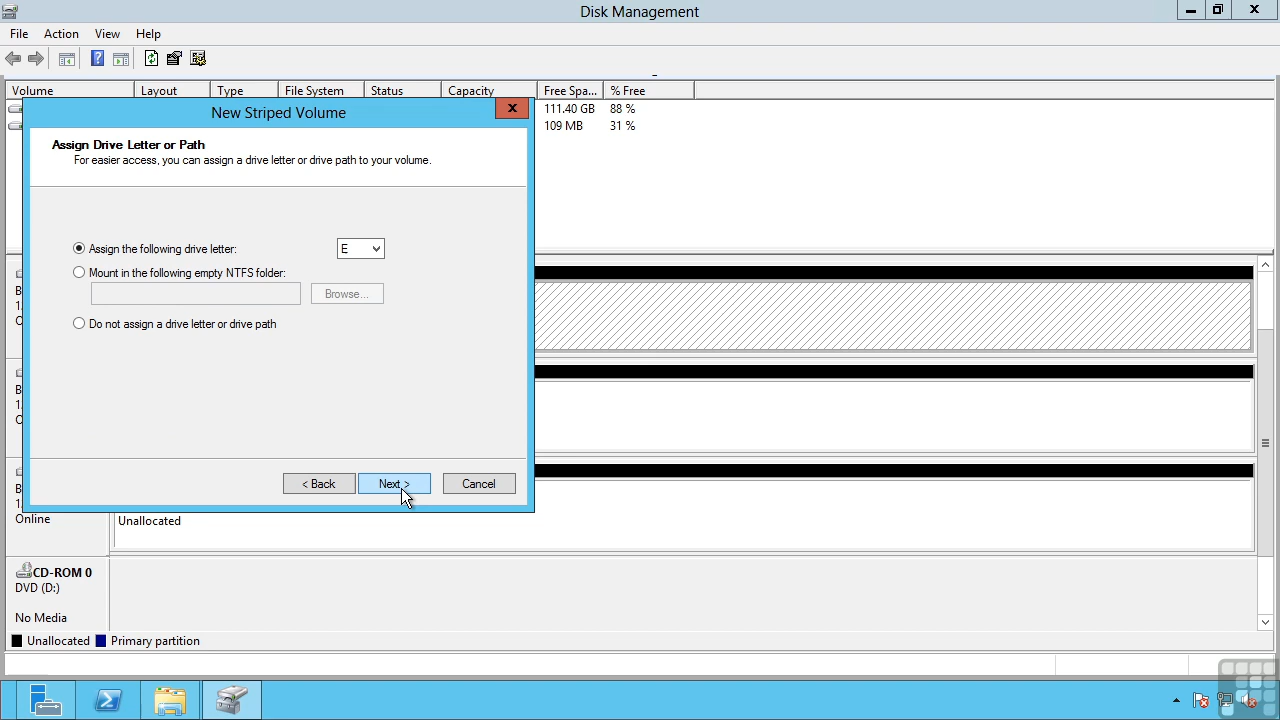 Disk Management
File Action View Help
Volume Layout Type File System Status Capacity Free Spa... % Free
111.40 GB 88 %
109 MB 31 %
New Striped Volume
x
Assign Drive Letter or Path
For easier access, you can assign a drive letter or drive path to your volume.
Assign the following drive letter: E
Mount in the following empty NTFS folder:
Browse...
Do not assign a drive letter or drive path
< Back Next > Cancel
Online
Unallocated
CD-ROM 0
DVD (D:)
No Media
Unallocated Primary partition